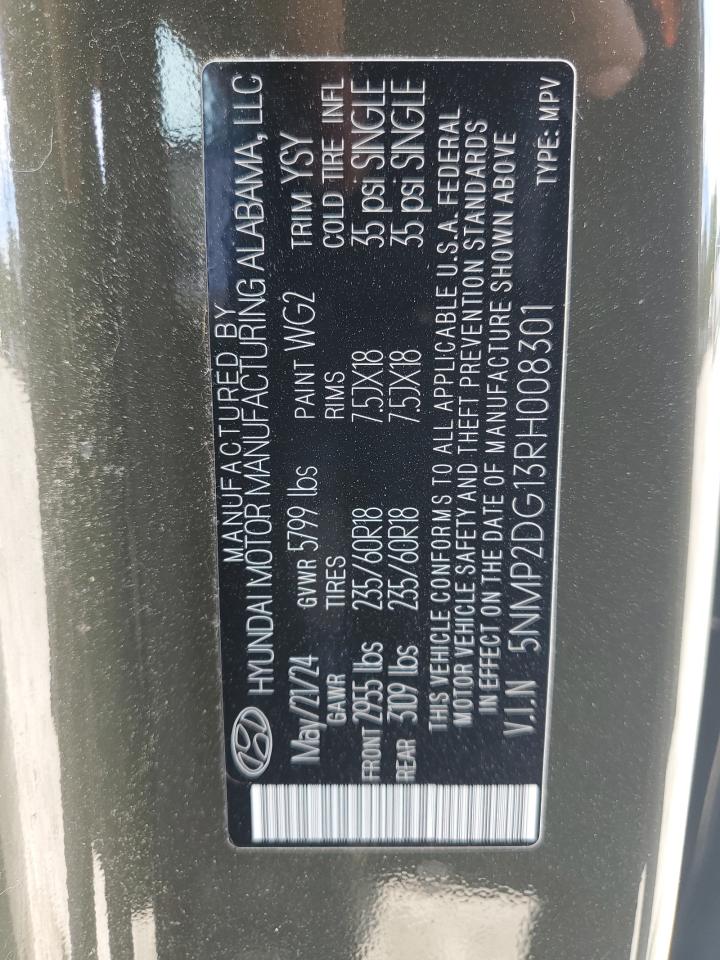 MANUFACTURED BY
HYUNDAI MOTOR MANUFACTURING ALABAMA, LLC
May/21/24 GVWR 5799 lbs PAINT WG2 TRIM YSY
GAWR TIRES RIMS COLD TIRE INFL
FRONT 2955 lbs 235/60R18 7.5JX18 35 psi SINGLE
REAR 3109 lbs 235/60R18 7.5JX18 35 psi SINGLE
THIS VEHICLE CONFORMS TO ALL APPLICABLE U.S.A. FEDERAL
MOTOR VEHICLE SAFETY AND THEFT PREVENTION STANDARDS
IN EFFECT ON THE DATE OF MANUFACTURE SHOWN ABOVE
V.I.N 5NMP2DG13RH008301
TYPE: MPV